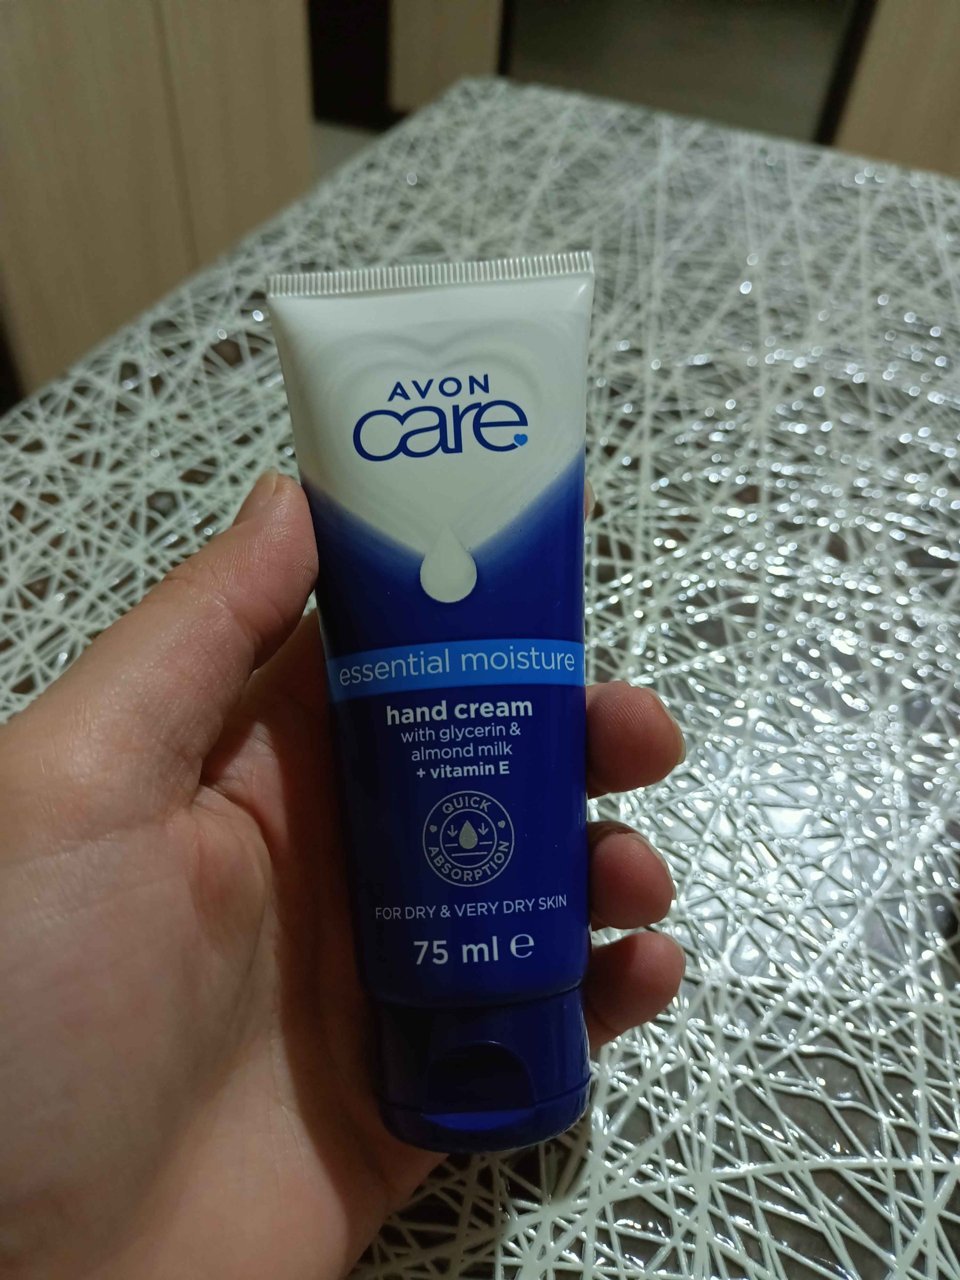 AVON
care
essential moisture
hand cream
with glycerin &
almond milk
+ vitamin E
QUICK
ABSORPTION
FOR DRY & VERY DRY SKIN
75 ml ℮